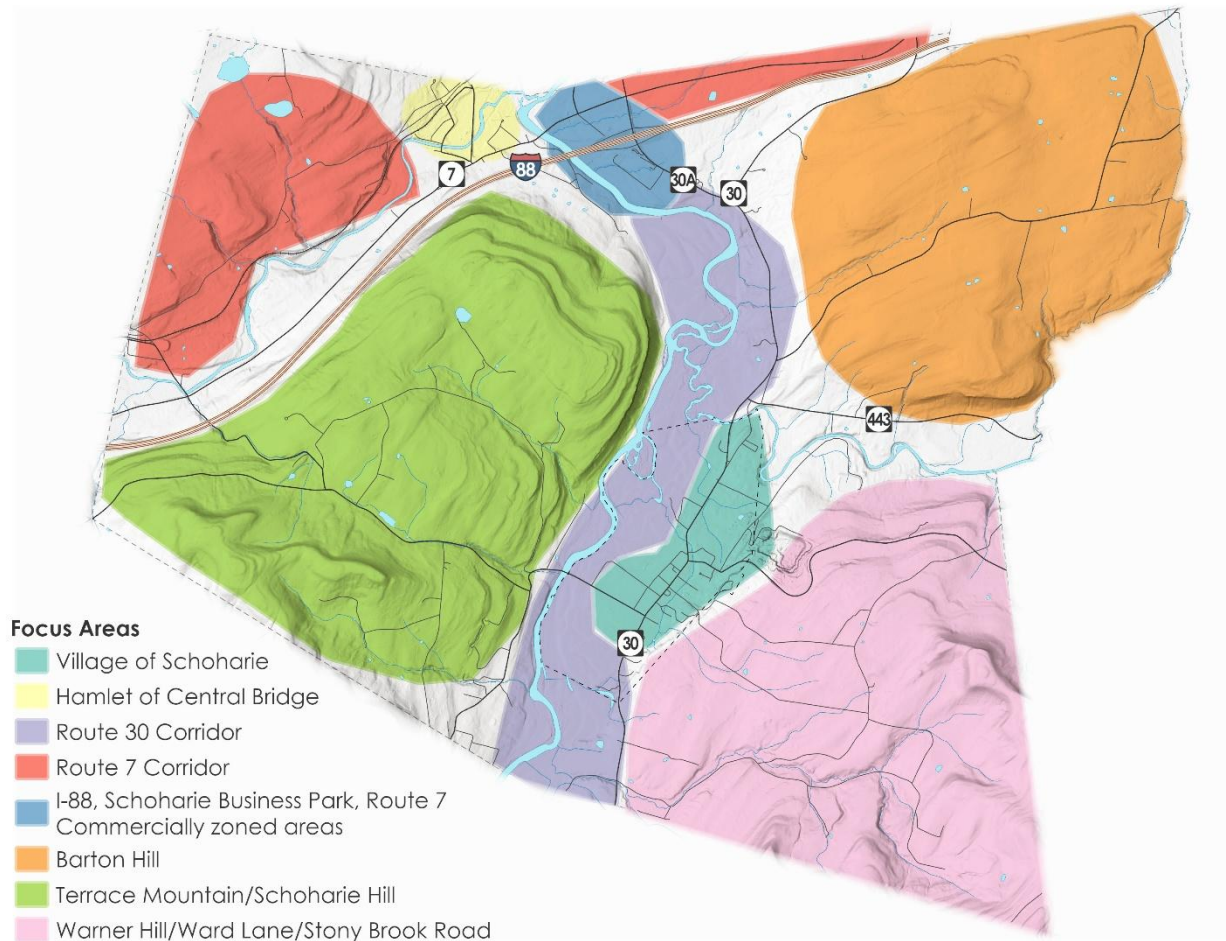 7
88
30A
30
443
30
Focus Areas
Village of Schoharie
Hamlet of Central Bridge
Route 30 Corridor
Route 7 Corridor
I-88, Schoharie Business Park, Route 7
Commercially zoned areas
Barton Hill
Terrace Mountain/Schoharie Hill
Warner Hill/Ward Lane/Stony Brook Road